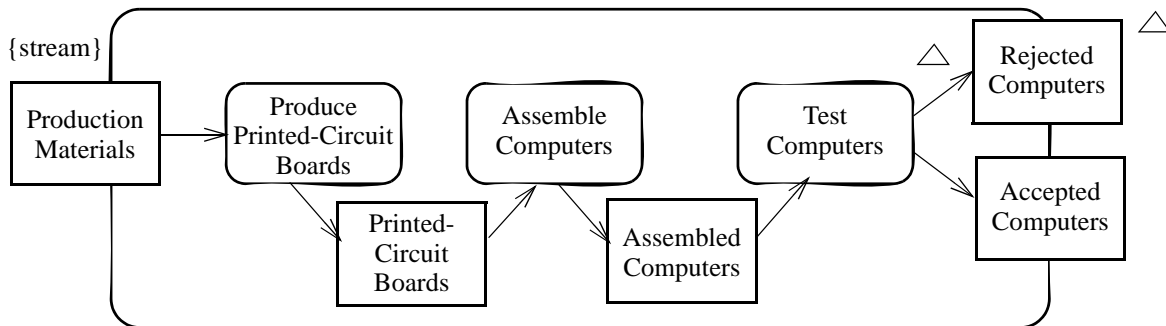 {stream}
Production
Materials
Produce
Printed-Circuit
Boards
Printed-
Circuit
Boards
Assemble
Computers
Assembled
Computers
Test
Computers
Rejected
Computers
Accepted
Computers